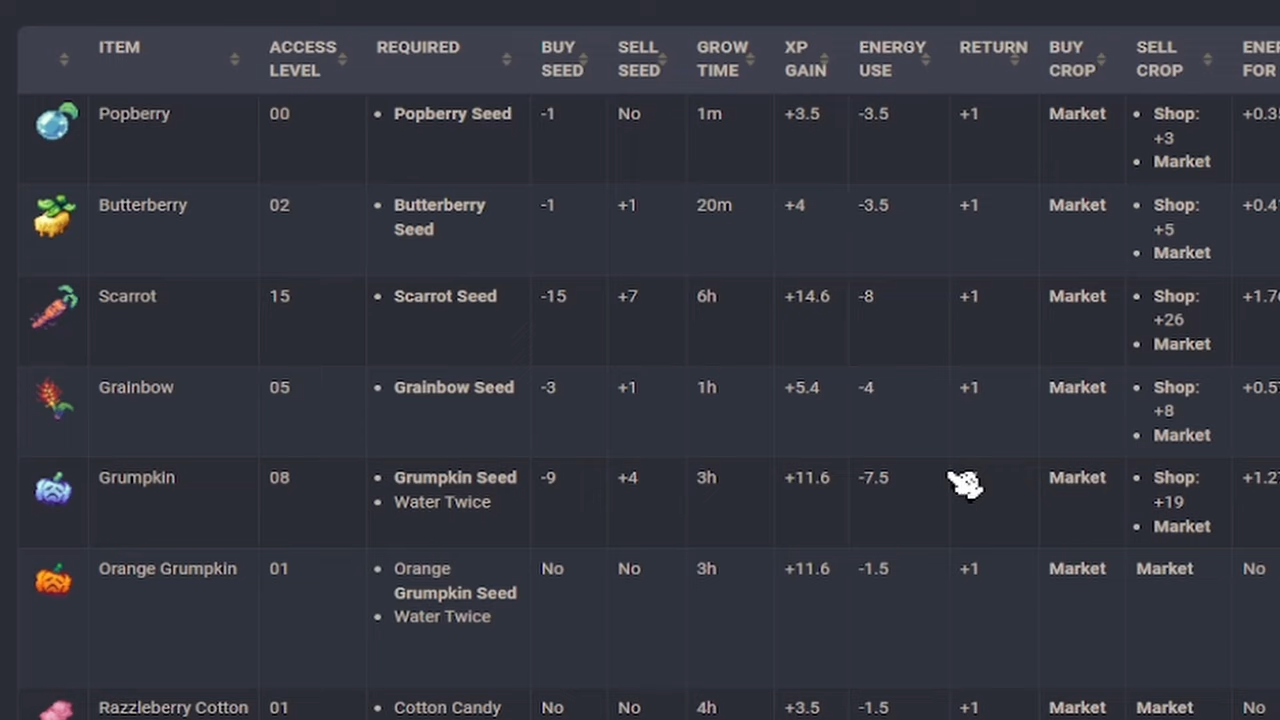 ITEM
ACCESS LEVEL
REQUIRED
BUY SEED
SELL SEED
GROW TIME
XP GAIN
ENERGY USE
RETURN
BUY CROP
SELL CROP
FOR
Popberry 00 • Popberry Seed -1 No 1m +3.5 -3.5 +1 Market • Shop:
+3
• Market
Butterberry 02 • Butterberry -1 +1 20m +4 -3.5 +1 Market • Shop:
Seed +5
• Market
Scarrot 15 • Scarrot Seed -15 +7 6h +14.6 -8 +1 Market • Shop:
+26
• Market
Grainbow 05 • Grainbow Seed -3 +1 1h +5.4 -4 +1 Market • Shop:
+8
• Market
Grumpkin 08 • Grumpkin Seed -9 +4 3h +11.6 -7.5 Market • Shop:
• Water Twice +19
• Market
Orange Grumpkin 01 • Orange No No 3h +11.6 -1.5 +1 Market Market No
Grumpkin Seed
• Water Twice
Razzleberry Cotton 01 • Cotton Candy No No 4h +3.5 -1.5 +1 Market Market No